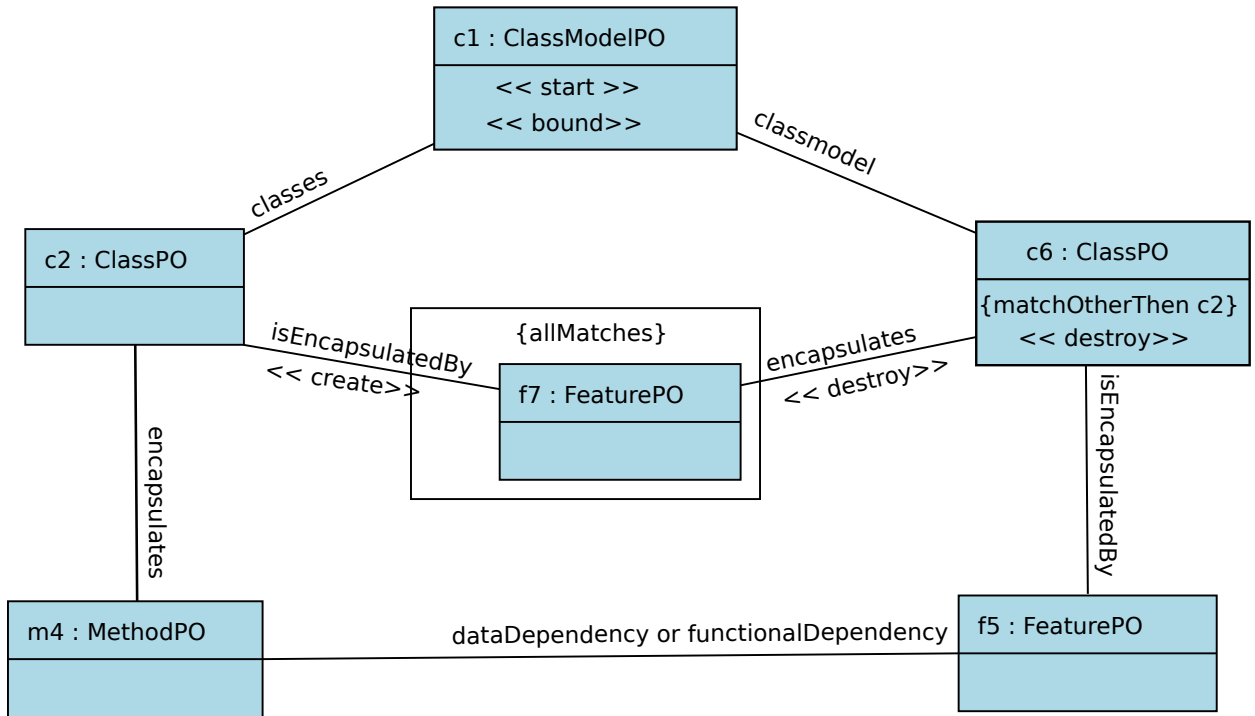 c1 : ClassModelPO
<< start >>
<< bound>>
classes
classmodel
c2 : ClassPO
c6 : ClassPO
{matchOtherThen c2}
<< destroy>>
{allMatches}
isEncapsulatedBy
<< create>>
f7 : FeaturePO
encapsulates
<< destroy>>
encapsulates
isEncapsulatedBy
m4 : MethodPO
dataDependency or functionalDependency
f5 : FeaturePO